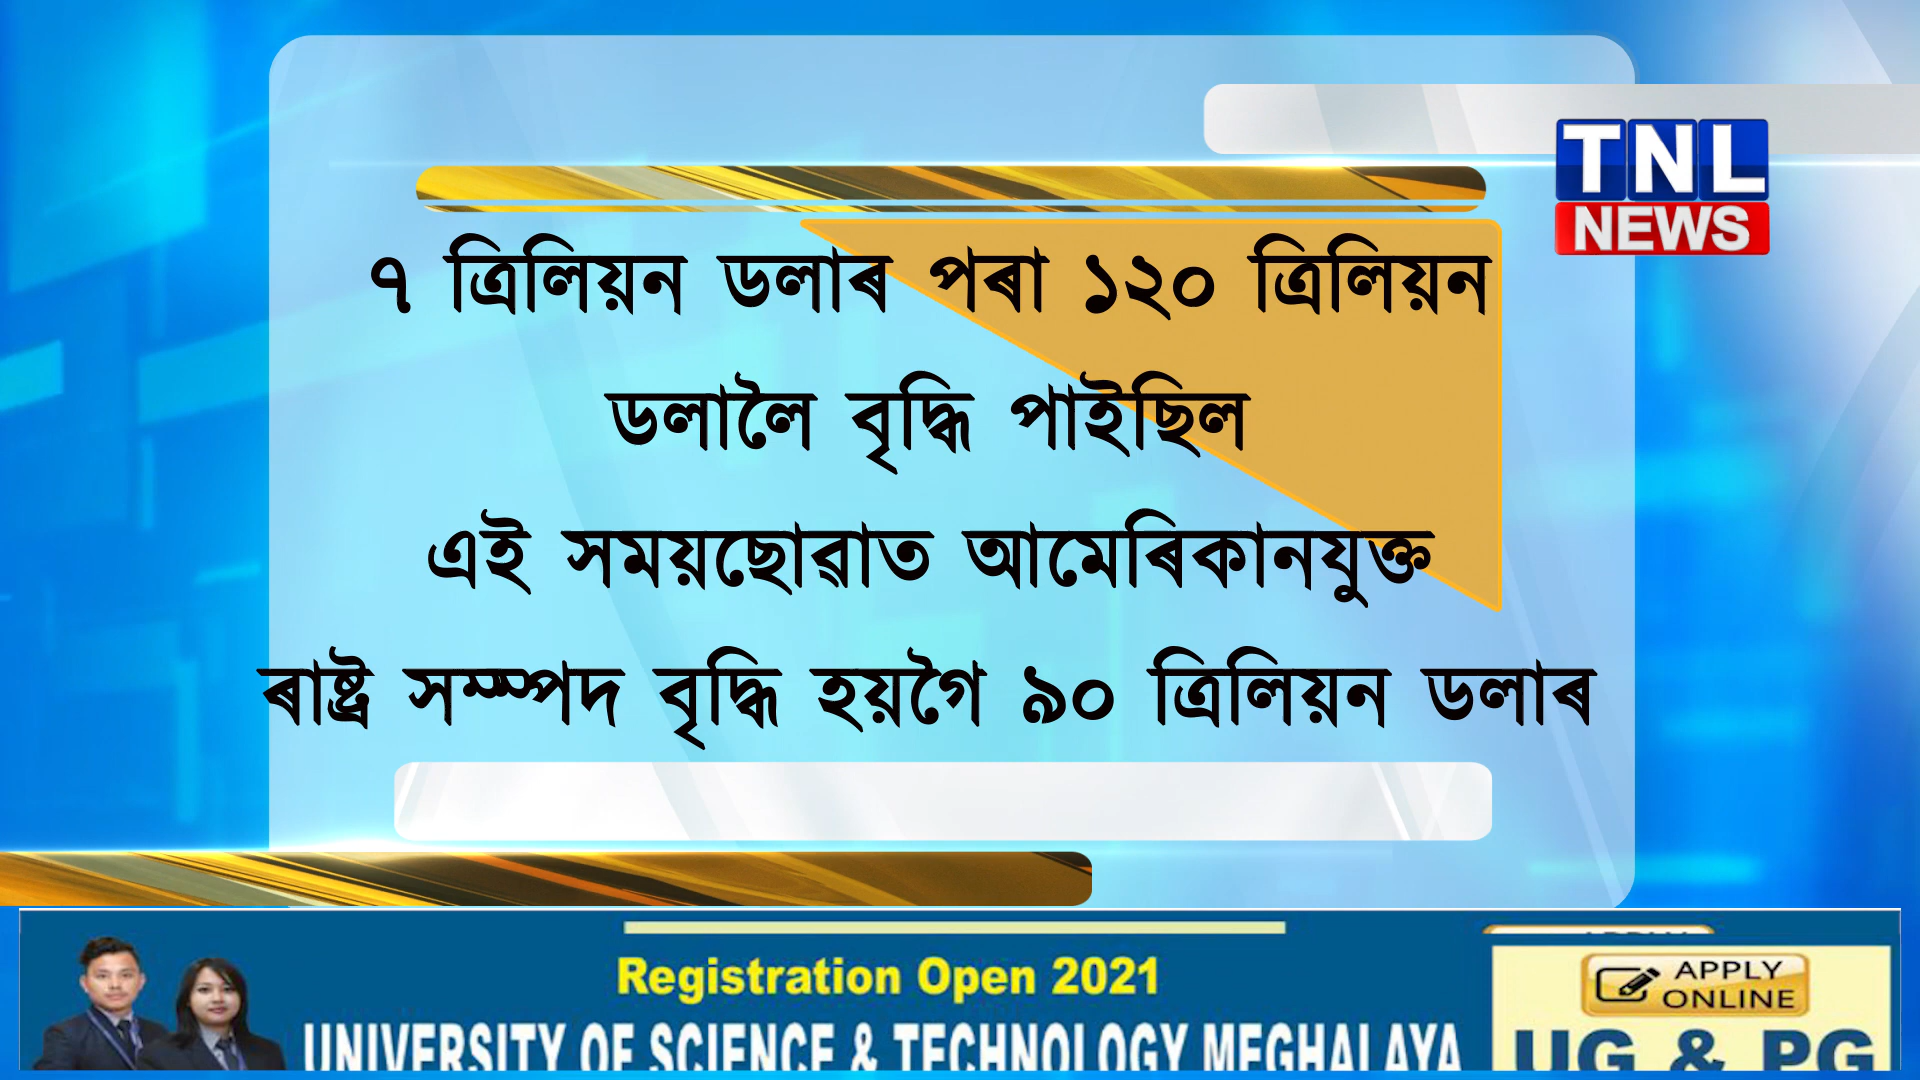 TNL
NEWS
৭ ত্ৰিলিয়ন ডলাৰ পৰা ১২০ ত্ৰিলিয়ন
ডলালৈ বৃদ্ধি পাইছিল
এই সময়ছোৱাত আমেৰিকানযুক্ত
ৰাষ্ট্ৰ সম্স্পদ বৃদ্ধি হয়গৈ ৯০ ত্ৰিলিয়ন ডলাৰ
Registration Open 2021
UNIVERSITY OF SCIENCE & TECHNOLOGY MEGHALAYA
APPLY
ONLINE
UG & PG